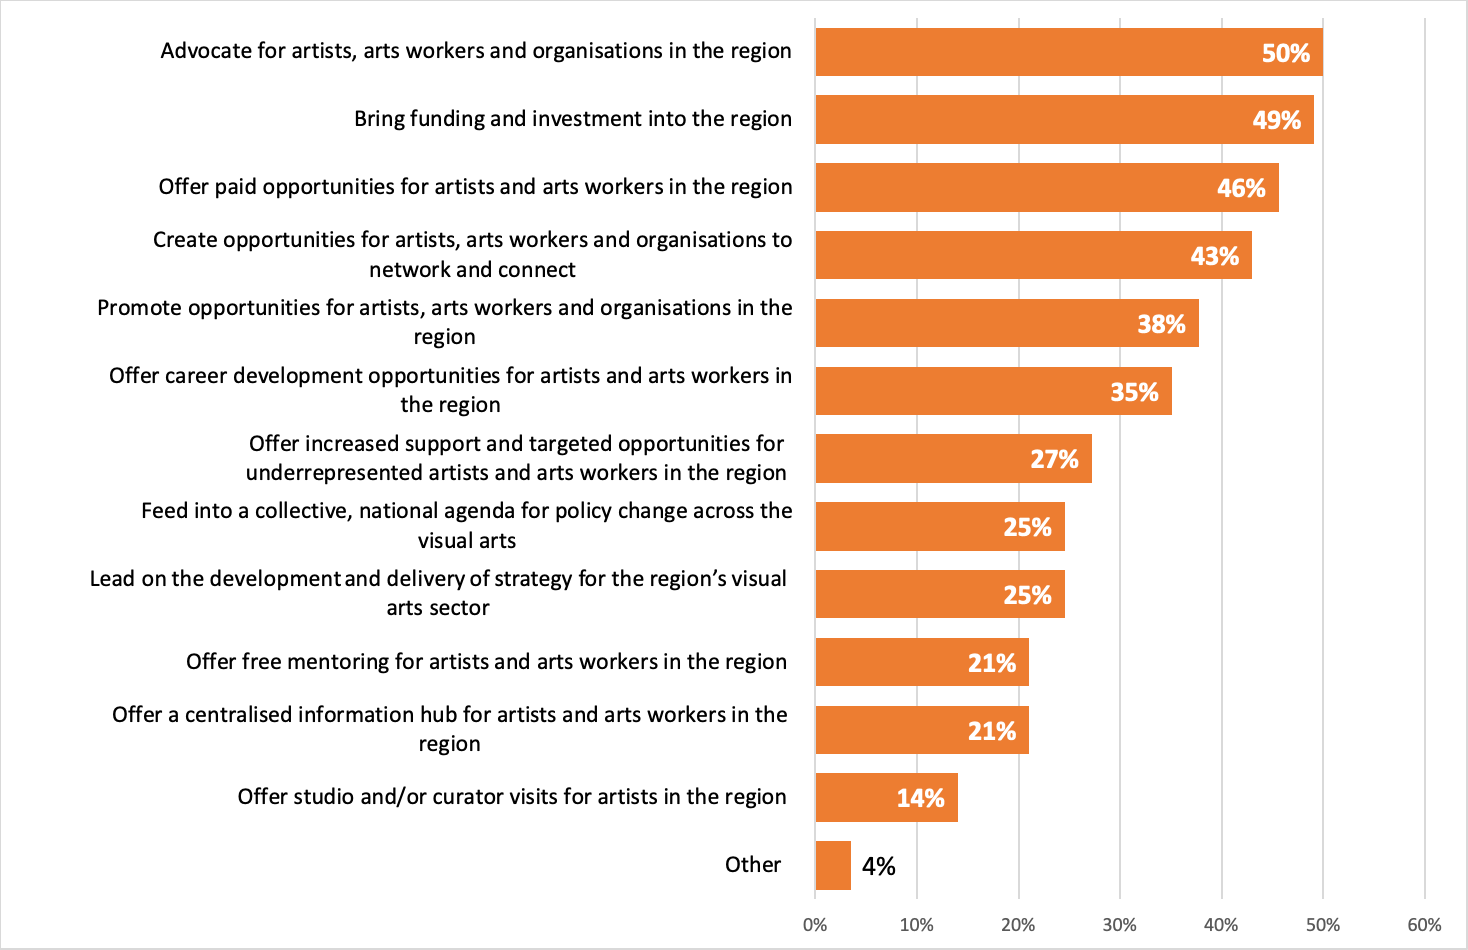 Advocate for artists, arts workers and organisations in the region
50%
Bring funding and investment into the region
49%
Offer paid opportunities for artists and arts workers in the region
46%
Create opportunities for artists, arts workers and organisations to
network and connect
43%
Promote opportunities for artists, arts workers and organisations in the
region
38%
Offer career development opportunities for artists and arts workers in
the region
35%
Offer increased support and targeted opportunities for
underrepresented artists and arts workers in the region
27%
Feed into a collective, national agenda for policy change across the
visual arts
25%
Lead on the development and delivery of strategy for the region’s visual
arts sector
25%
Offer free mentoring for artists and arts workers in the region
21%
Offer a centralised information hub for artists and arts workers in the
region
21%
Offer studio and/or curator visits for artists in the region
14%
Other
4%
0% 10% 20% 30% 40% 50% 60%